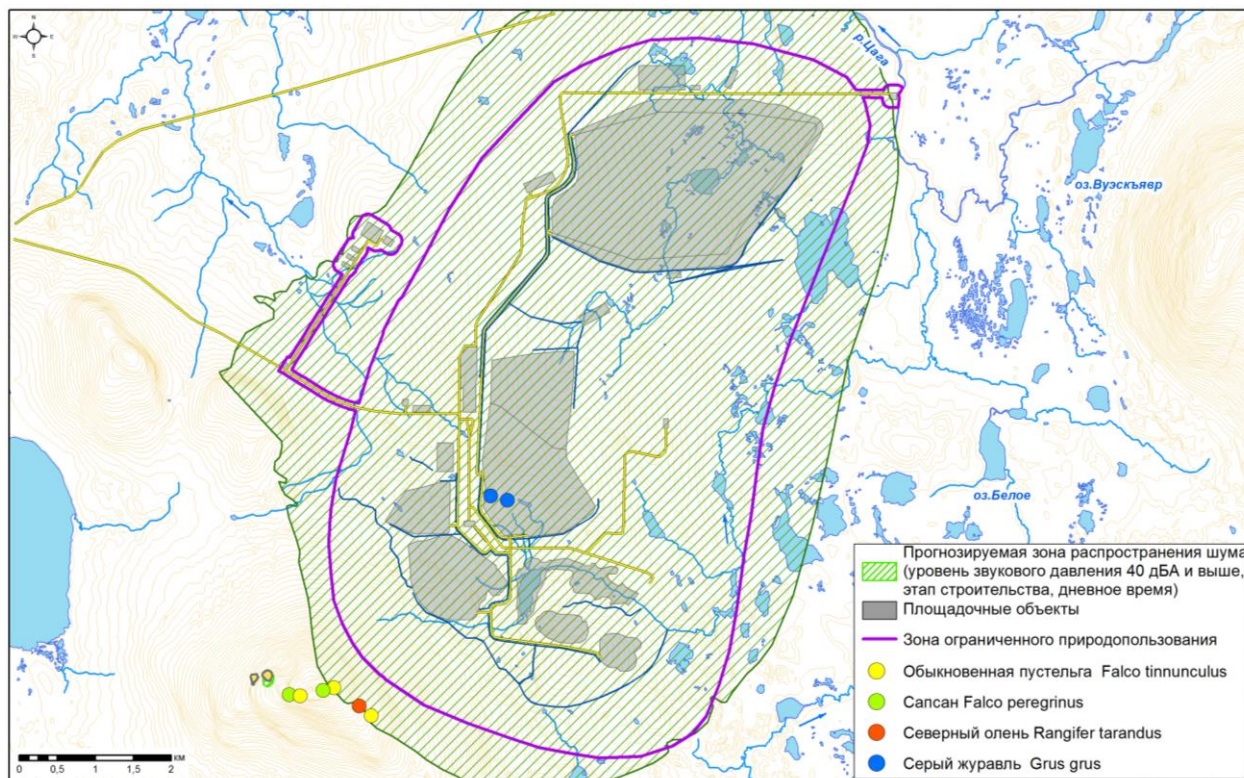 N
W E
S
р.Цага
оз.Вуэскъявр
оз.Белое
Прогнозируемая зона распространения шума
(уровень звукового давления 40 дБА и выше,
этап строительства, дневное время)
Площадочные объекты
Зона ограниченного природопользования
Обыкновенная пустельга Falco tinnunculus
Сапсан Falco peregrinus
Северный олень Rangifer tarandus
Серый журавль Grus grus
0 0,5 1 2
км